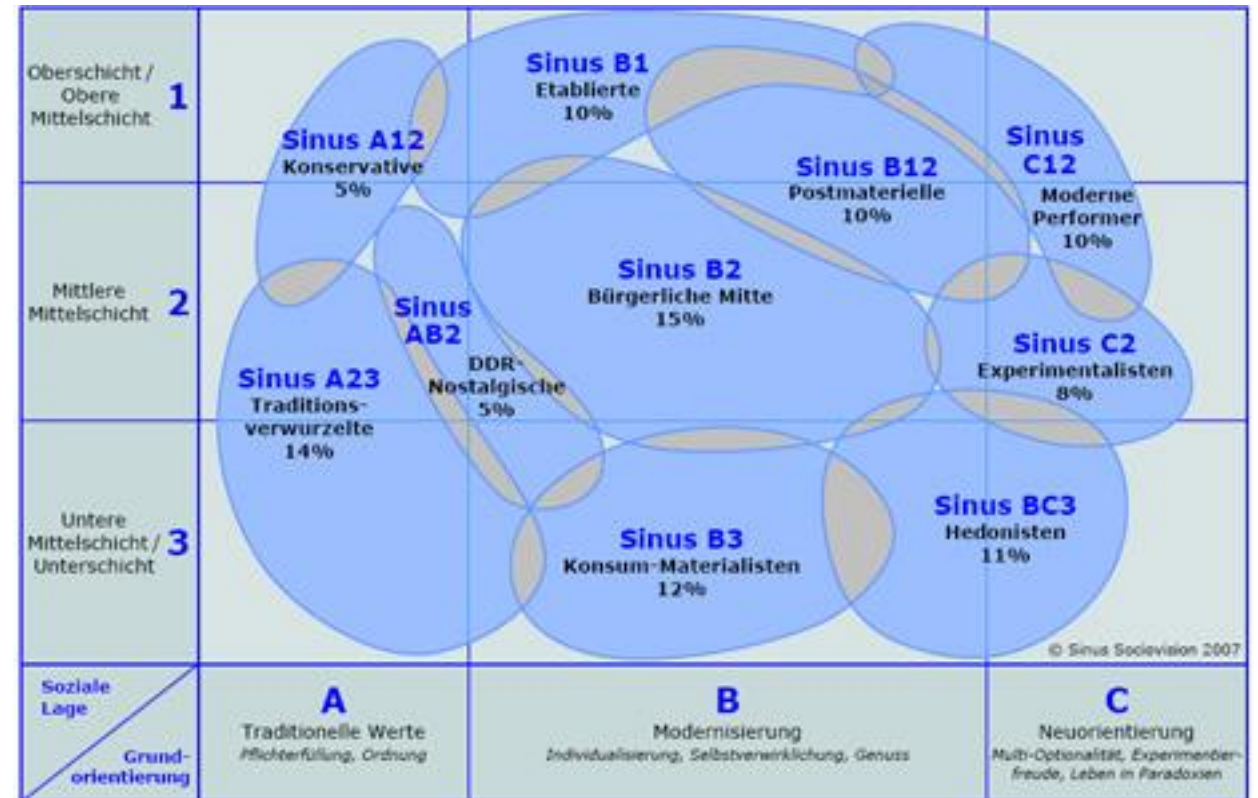 Oberschicht /
Obere
Mittelschicht
1
Sinus B1
Etablierte
10%
Sinus A12
Konservative
5%
Sinus B12
Postmaterielle
10%
Sinus
C12
Moderne
Performer
10%
Mittlere
Mittelschicht
2
Sinus B2
Bürgerliche Mitte
15%
Sinus
AB2
DDR-
Nostalgische
5%
Sinus A23
Traditions-
verwurzelte
14%
Sinus C2
Experimentalisten
8%
Untere
Mittelschicht /
Unterschicht
3
Sinus B3
Konsum-Materialisten
12%
Sinus BC3
Hedonisten
11%
© Sinus Sociovision 2007
Soziale
Lage
Grund-
orientierung
A
Traditionelle Werte
Pflichterfüllung, Ordnung
B
Modernisierung
Individualisierung, Selbstverwirklichung, Genuss
C
Neuorientierung
Multi-Optionalität, Experimentier-
freude, Leben in Paradoxien